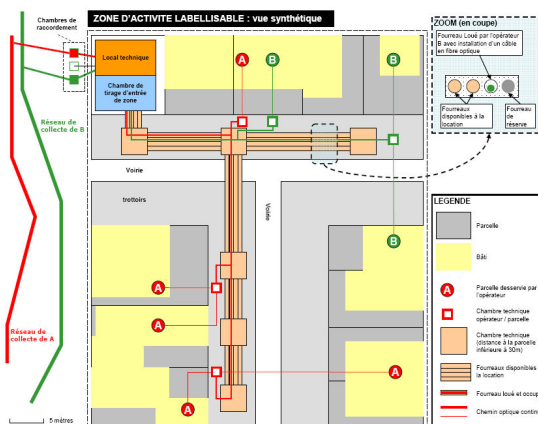 Chambres de
raccordement
ZONE D'ACTIVITE LABELLISABLE : vue synthétique
ZOOM (en coupe)
Fourreau Loué par l'opérateur
B avec installation d'un câble
en fibre optique
Fourreaux
disponibles à la
location
Fourreau
de
réserve
Local technique
Chambre de
tirage d'entrée
de zone
A
B
B
Réseau de
collecte de B
Voirie
trottoirs
Voirie
B
A
A
A
A
Réseau de
collecte de A
5 mètres
LEGENDE
Parcelle
Bâti
A
Parcelle desservie par
l'opérateur
Chambre technique
opérateur / parcelle
Chambre technique
(distance à la parcelle
inférieure à 30m)
Fourreaux disponibles
la location
Fourreau loué et occup
Chemin optique contin